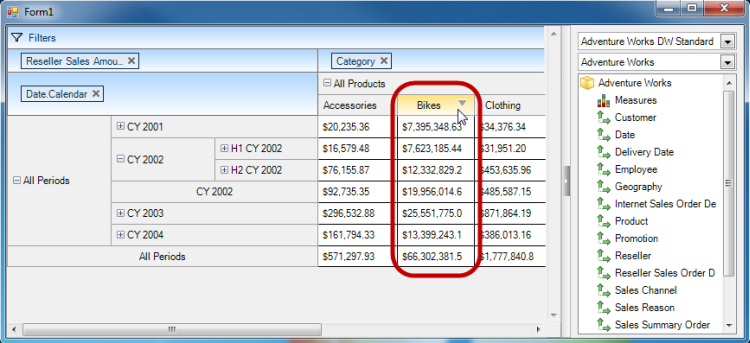 Form1
Filters
Reseller Sales Amou..
Category
Date.Calendar
All Products
Accessories Bikes Clothing
All Periods
CY 2001 $20,235.36 $7,395,348.63 $34,376.34
CY 2002 H1 CY 2002 $16,579.48 $7,623,185.44 $31,951.20
H2 CY 2002 $76,155.87 $12,332,829.2 $453,635.96
CY 2002 $92,735.35 $19,956,014.6 $485,587.15
CY 2003 $296,532.88 $25,551,775.0 $871,864.19
CY 2004 $161,794.33 $13,399,243.1 $386,013.16
All Periods $571,297.93 $66,302,381.5 $1,777,840.8
Adventure Works DW Standard
Adventure Works
Adventure Works
Measures
Customer
Date
Delivery Date
Employee
Geography
Internet Sales Order De
Product
Promotion
Reseller
Reseller Sales Order D
Sales Channel
Sales Reason
Sales Summary Order